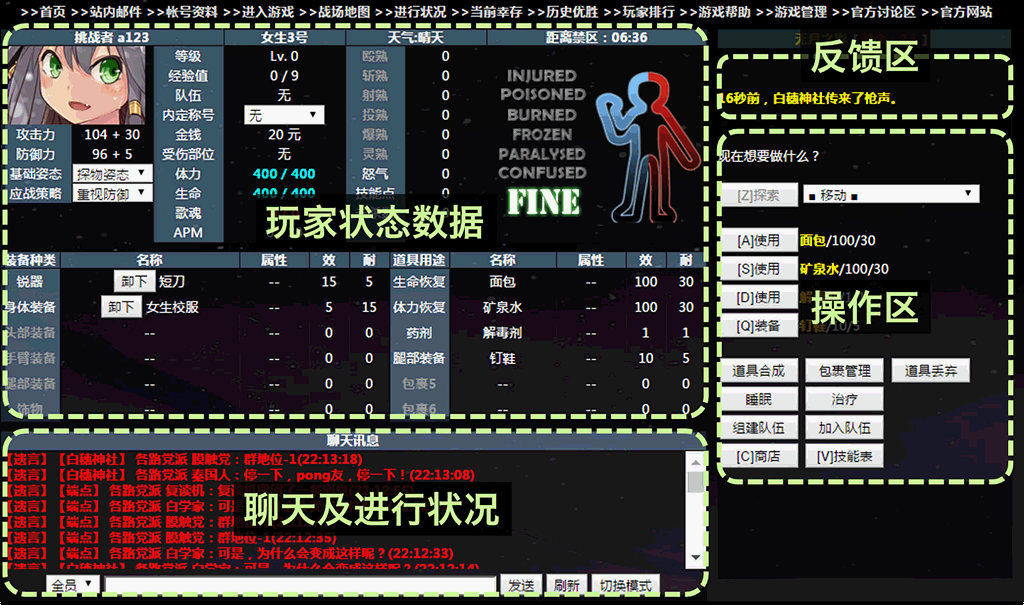 >>首页 >>站内邮件 >>帐号资料 >>进入游戏 >>战场地图 >>进行状况 >>当前幸存 >>历史优胜 >>玩家排行 >>游戏帮助 >>游戏管理 >>官方讨论区 >>官方网站
挑战者 a123 女生3号 天气:晴天 距离禁区：06:36
等级 Lv. 0 殴熟 0
经验值 0 / 9 斩熟 0
队伍 无 射熟 0
内定称号 无 投熟 0
攻击力 104 + 30 金钱 20 元 爆熟 0
防御力 96 + 5 受伤部位 无 灵熟 0
基础姿态 探物姿态 体力 400 / 400 怒气 0
应战策略 重视防御 生命 400 / 400 技能点
歌魂
APM
INJURED
POISONED
BURNED
FROZEN
PARALYSED
CONFUSED
FINE
玩家状态数据
装备种类 名称 属性 效 耐 道具用途 名称 属性 效 耐
锐器 卸下 短刀 -- 15 5 生命恢复 面包 -- 100 30
身体装备 卸下 女生校服 -- 5 15 体力恢复 矿泉水 -- 100 30
头部装备 -- -- 0 0 药剂 解毒剂 -- 1 1
手臂装备 -- -- 0 0 腿部装备 钉鞋 -- 10 5
腿部装备 -- -- 0 0 包裹5 -- -- 0 0
饰物 -- -- 0 0 包裹6 -- -- 0 0
聊天讯息
【遗言】【白穗神社】 各路党派 膜触党：群地位-1(22:13:18)
【遗言】【白穗神社】 各路党派 秦国人：停一下，pong友，停一下！(22:13:08)
【遗言】【端点】 各路党派 复读机：复
【遗言】【端点】 各路党派 白学家：可是
【遗言】【端点】 各路党派 膜触党：群地位-1(22:12:35)
【遗言】【端点】 各路党派 白学家：可是，为什么会变成这样呢？(22:12:33)
【遗言】【白穗神社】 各路党派 白学家：可是，为什么会变成这样呢？(22:12:14)
聊天及进行状况
全员 发送 刷新 切换模式
反馈区
16秒前，白穗神社传来了枪声。
现在想要做什么？
[Z]探索 ■ 移动 ■
[A]使用 面包/100/30
[S]使用 矿泉水/100/30
[D]使用
[Q]装备 钉鞋/10/5
操作区
道具合成 包裹管理 道具丢弃
睡眠 治疗
组建队伍 加入队伍
[C]商店 [V]技能表